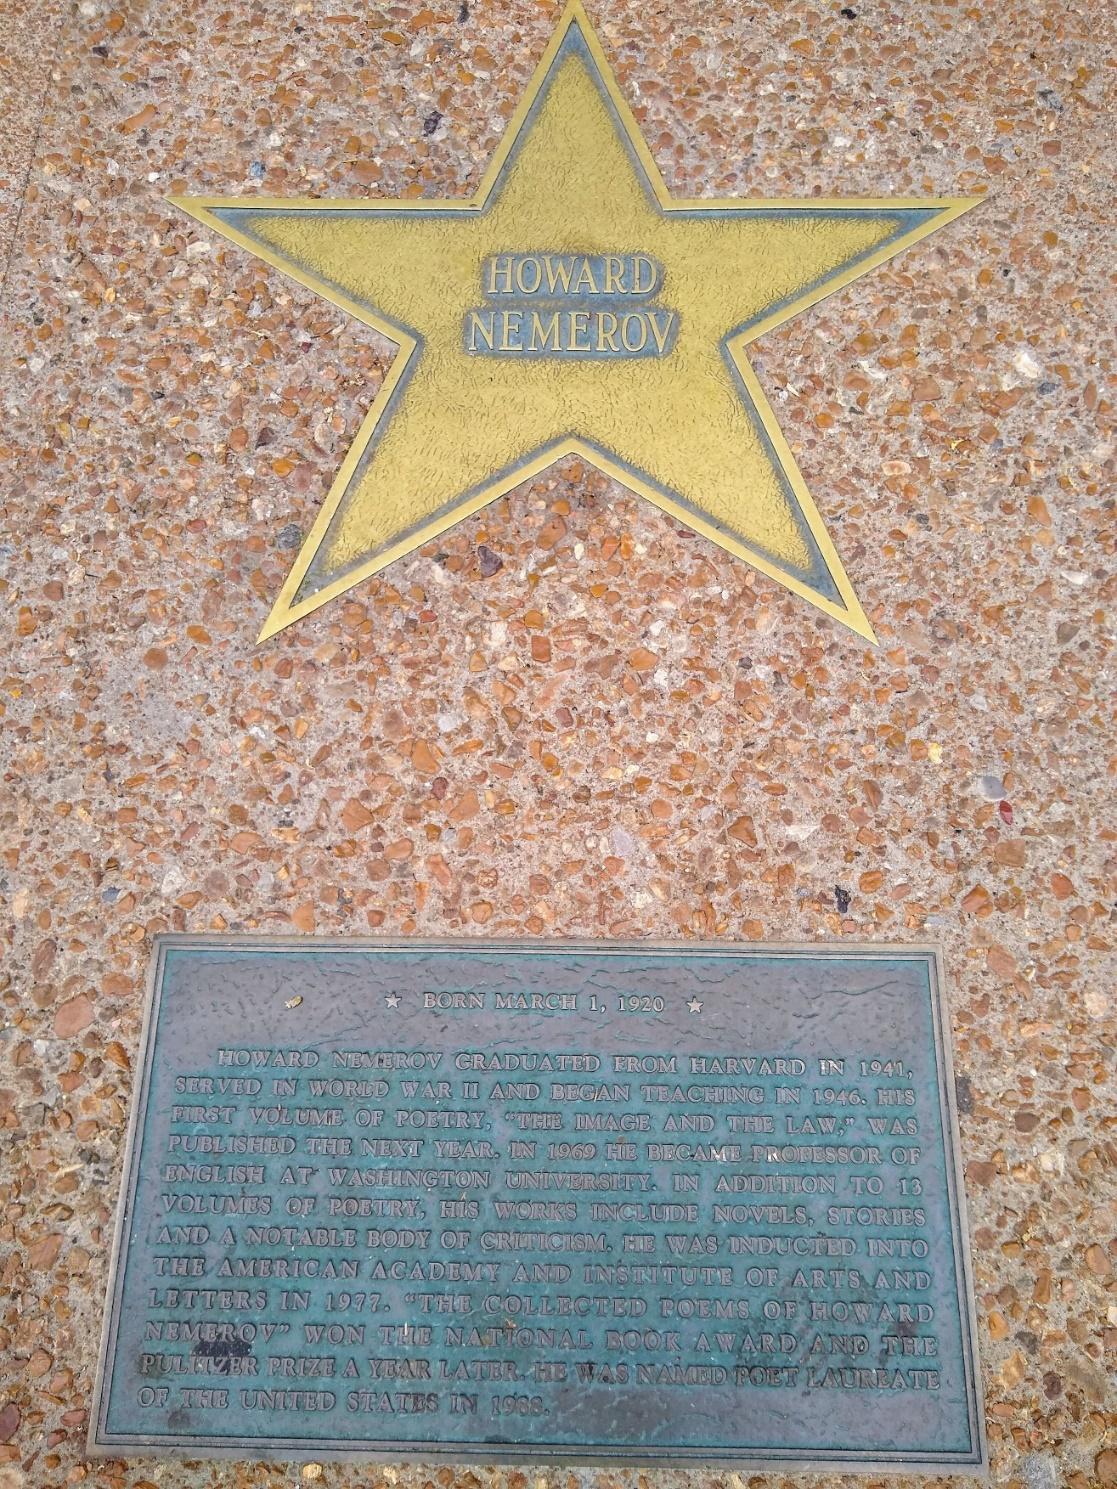 HOWARD
NEMEROV
★ BORN MARCH 1, 1920 ★
HOWARD NEMEROV GRADUATED FROM HARVARD IN 1941,
SERVED IN WORLD WAR II AND BEGAN TEACHING IN 1946. HIS
FIRST VOLUME OF POETRY, "THE IMAGE AND THE LAW," WAS
PUBLISHED THE NEXT YEAR. IN 1969 HE BECAME PROFESSOR OF
ENGLISH AT WASHINGTON UNIVERSITY. IN ADDITION TO 13
VOLUMES OF POETRY, HIS WORKS INCLUDE NOVELS, STORIES
AND A NOTABLE BODY OF CRITICISM. HE WAS INDUCTED INTO
THE AMERICAN ACADEMY AND INSTITUTE OF ARTS AND
LETTERS IN 1977. "THE COLLECTED POEMS OF HOWARD
NEMEROV" WON THE NATIONAL BOOK AWARD AND THE
PULITZER PRIZE A YEAR LATER. HE WAS NAMED POET LAUREATE
OF THE UNITED STATES IN 1988.